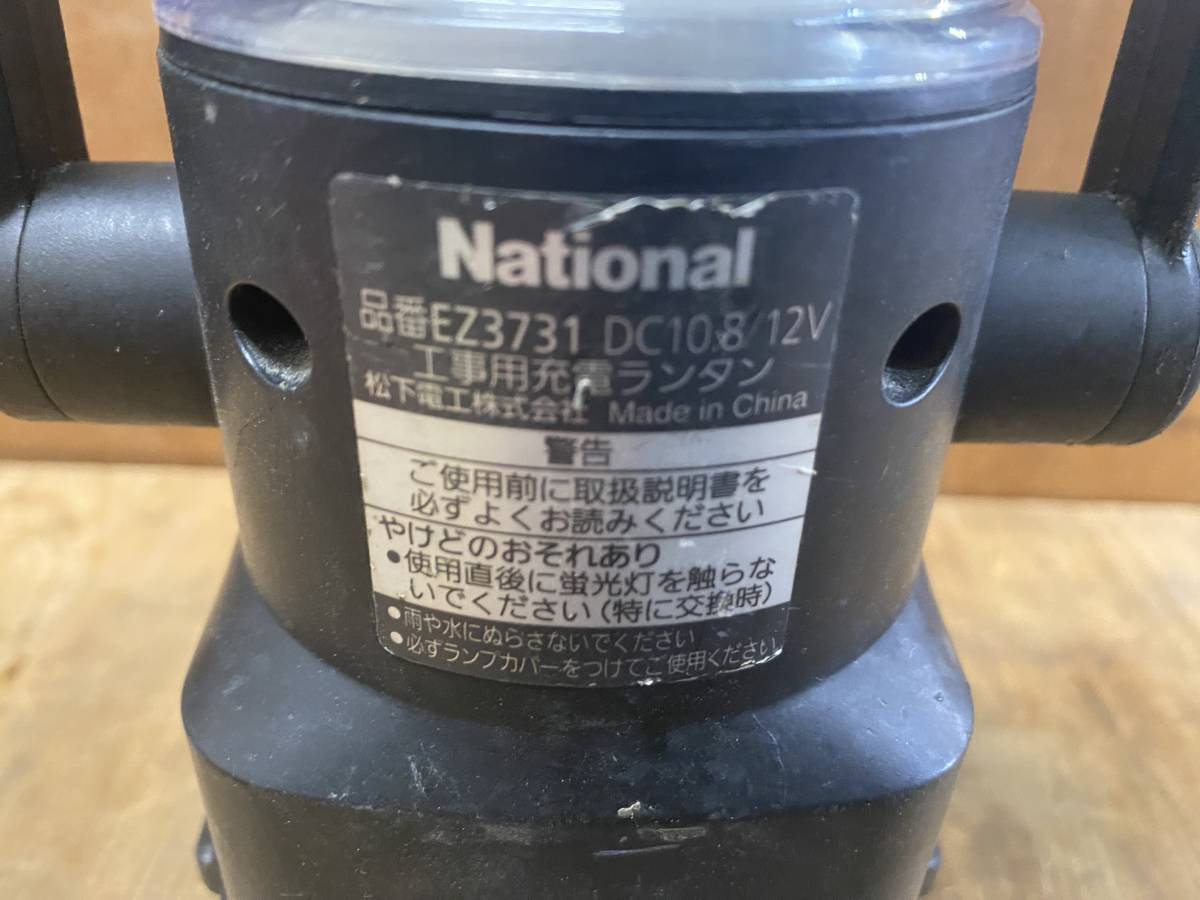 National
品番EZ3731 DC10.8/12V
工事用充電ランタン
松下電工株式会社 Made in China
警告
ご使用前に取扱説明書を
必ずよくお読みください
やけどのおそれあり
●使用直後に蛍光灯を触らな
いでください(特に交換時)
●雨や水にぬらさないでください
●必ずランプカバーをつけてご使用ください